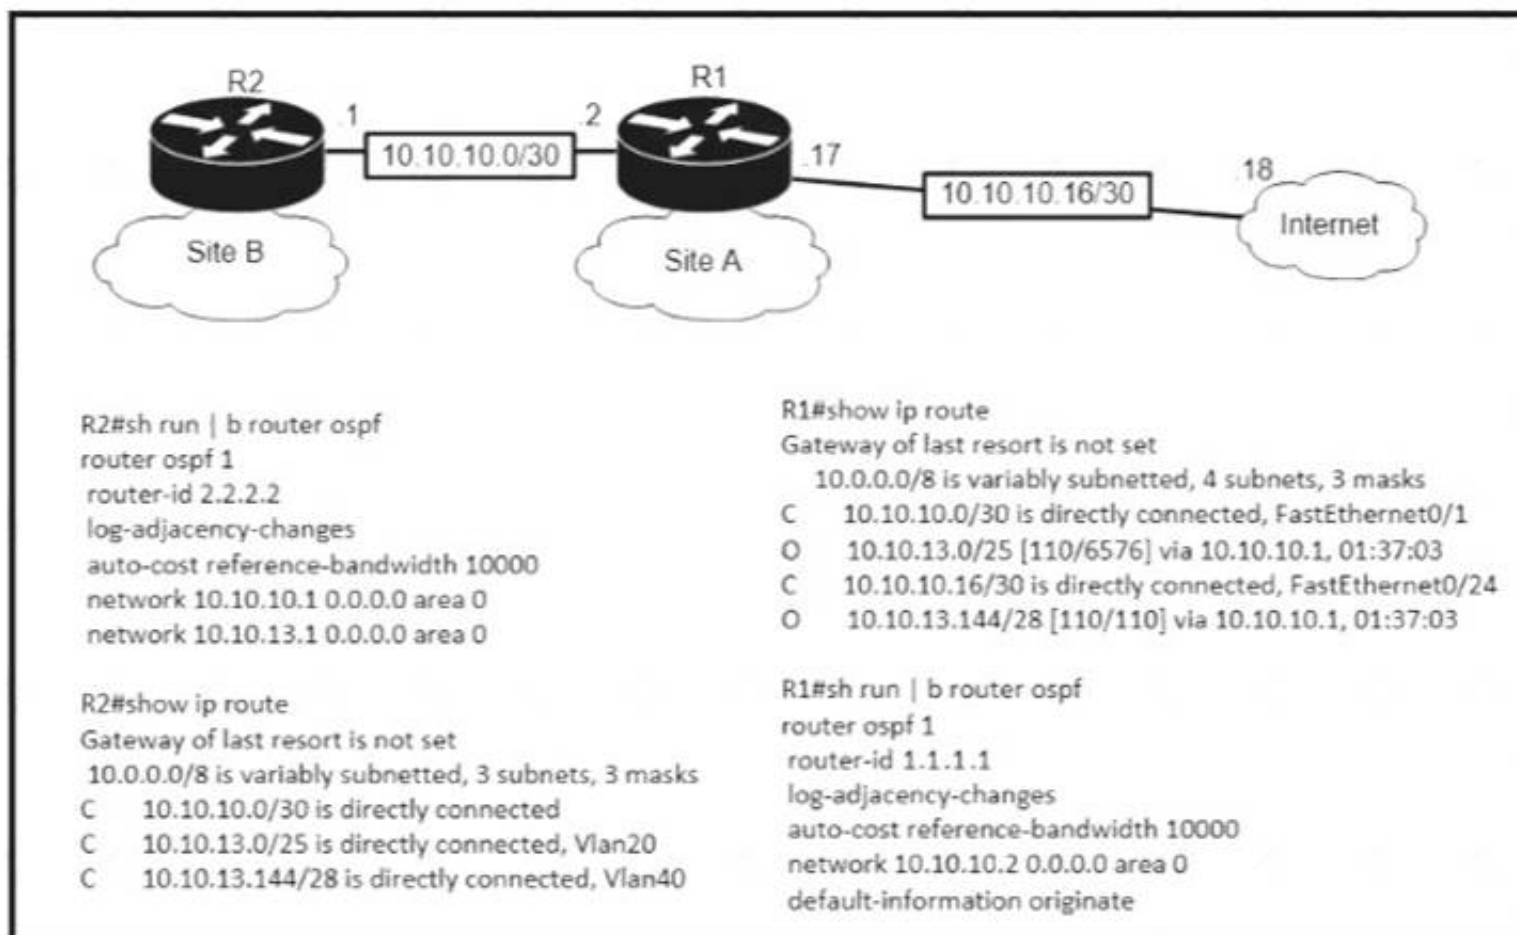 R2
R1
.1
.2
10.10.10.0/30
.17
10.10.10.16/30
.18
Internet
Site B
Site A
R2#sh run | b router ospf
router ospf 1
router-id 2.2.2.2
log-adjacency-changes
auto-cost reference-bandwidth 10000
network 10.10.10.1 0.0.0.0 area 0
network 10.10.13.1 0.0.0.0 area 0
R2#show ip route
Gateway of last resort is not set
10.0.0.0/8 is variably subnetted, 3 subnets, 3 masks
C 10.10.10.0/30 is directly connected
C 10.10.13.0/25 is directly connected, Vlan20
C 10.10.13.144/28 is directly connected, Vlan40
R1#show ip route
Gateway of last resort is not set
10.0.0.0/8 is variably subnetted, 4 subnets, 3 masks
C 10.10.10.0/30 is directly connected, FastEthernet0/1
O 10.10.13.0/25 [110/6576] via 10.10.10.1, 01:37:03
C 10.10.10.16/30 is directly connected, FastEthernet0/24
O 10.10.13.144/28 [110/110] via 10.10.10.1, 01:37:03
R1#sh run | b router ospf
router ospf 1
router-id 1.1.1.1
log-adjacency-changes
auto-cost reference-bandwidth 10000
network 10.10.10.2 0.0.0.0 area 0
default-information originate